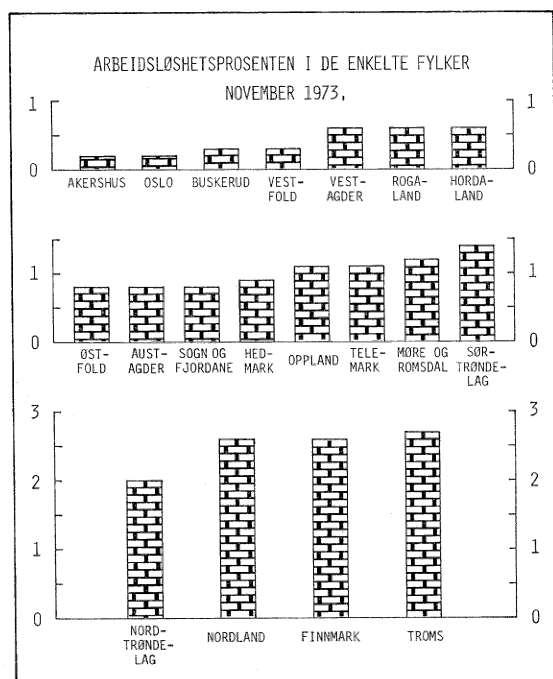 ARBEIDSLØSHETSPROSENTEN I DE ENKELTE FYLKER
NOVEMBER 1973,
1 1
0 0
AKERSHUS OSLO BUSKERUD VEST- VEST- ROGA- HORDA-
FOLD AGDER LAND LAND
1 1
0 0
ØST- AUST- SOGN OG HED- OPPLAND TELE- MØRE OG SØR-
FOLD AGDER FJORDANE MARK MARK ROMSDAL TRØNDE-
LAG
3 3
2 2
1 1
0 0
NORD- NORDLAND FINNMARK TROMS
TRØNDE-
LAG